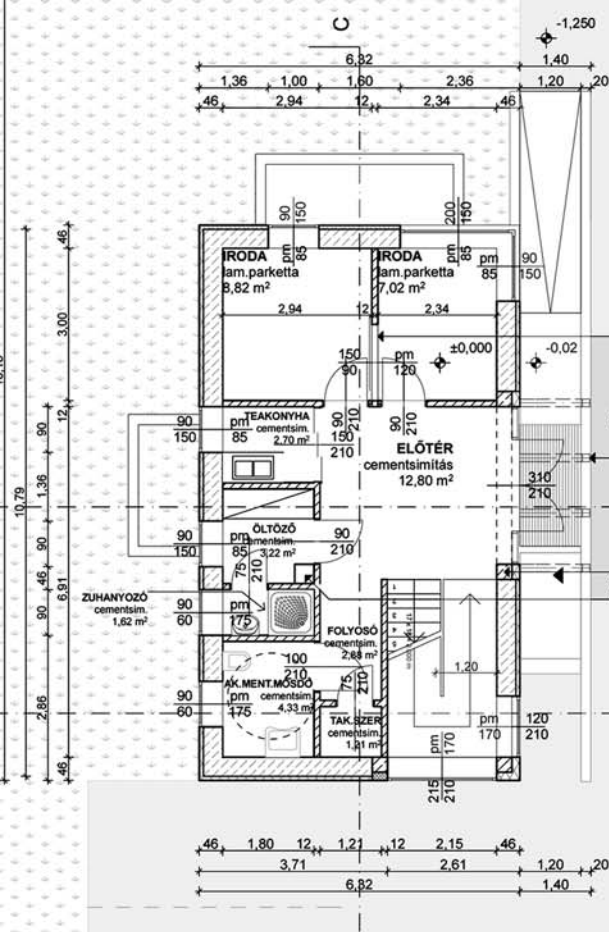 C
-1,250
6,82 1,40
1,36 1,00 1,60 2,36 1,20 20
46 2,94 12 2,34 46
90
150
pm
85
200
150
pm
85
IRODA
lam.parketta
8,82 m²
IRODA
lam.parketta
7,02 m²
pm 90
85 150
46
2,94 12 2,34
3,00
±0,000 -0,02
150 pm
90 120
12
TEAKONYHA
cementsim.
2,70 m²
90 pm
150 85
90
210
150
210
90
210
ELŐTÉR
cementsimítás
12,80 m²
310
210
90
1,36
10,79
ÖLTÖZŐ
cementsim.
3,22 m²
90
210
90 pm
150 85
75
210
90
46
6,91
ZUHANYOZÓ
cementsim.
1,62 m²
90 pm
60 175
90
FOLYOSÓ
cementsim.
2,88 m²
1,20
100
210
AK.MENT.MOSDÓ
cementsim.
4,33 m²
75
210
90 pm
60 175
2,86
TAK.SZER
cementsim.
1,21 m²
pm 120
170 210
pm
170
215
210
46
46 1,80 12 1,21 12 2,15 46
3,71 2,61 1,20 20
6,82 1,40